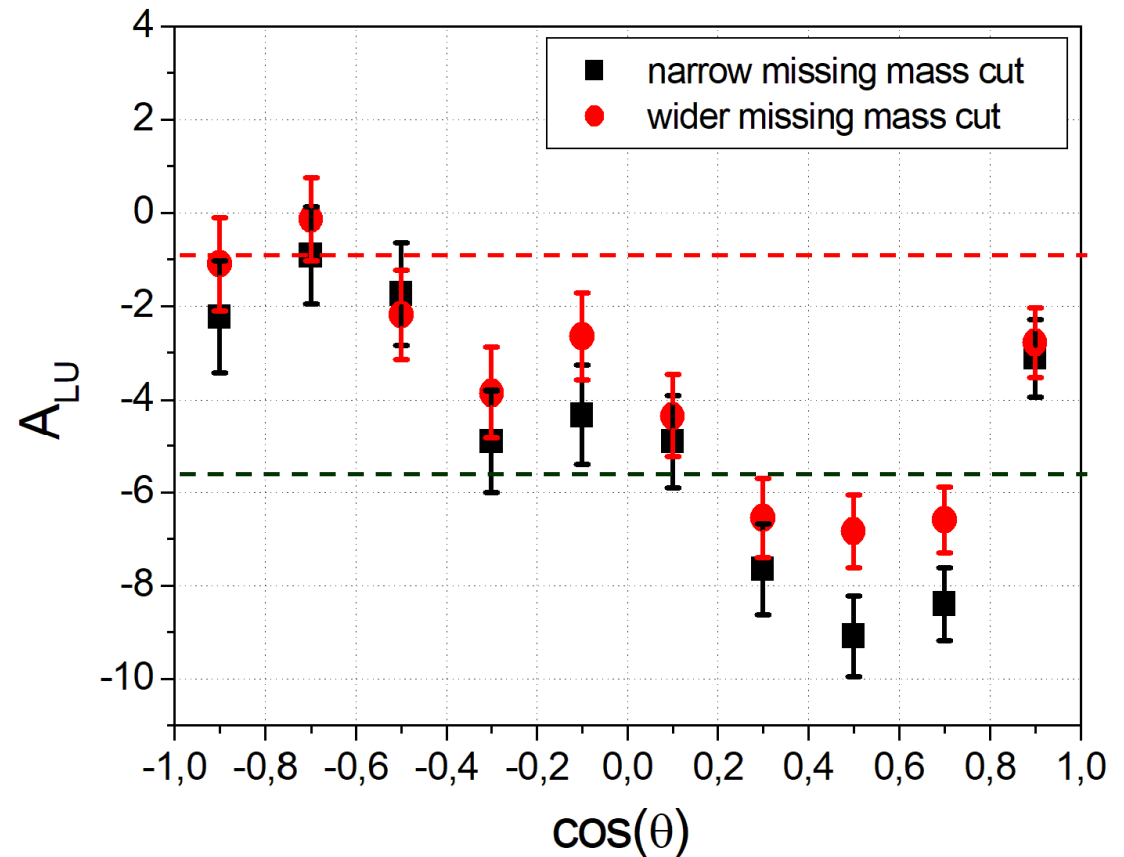 narrow missing mass cut
wider missing mass cut
4
2
0
-2
-4
-6
-8
-10
A_LU
-1,0 -0,8 -0,6 -0,4 -0,2 0,0 0,2 0,4 0,6 0,8 1,0
cos(θ)